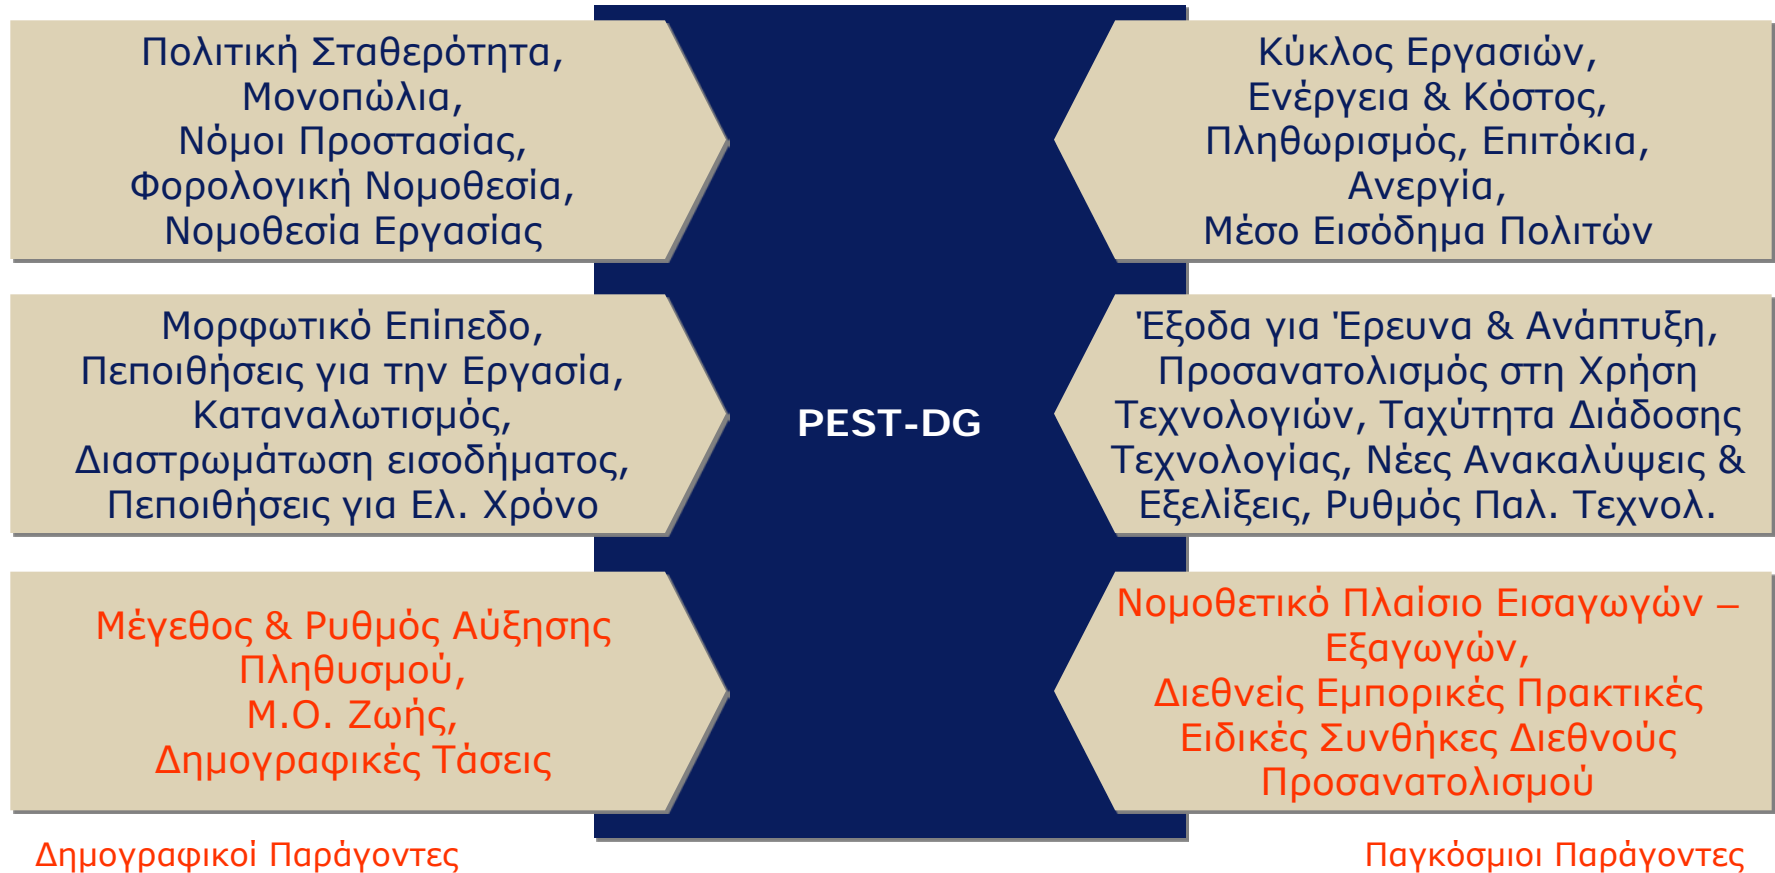 Πολιτική Σταθερότητα,
Μονοπώλια,
Νόμοι Προστασίας,
Φορολογική Νομοθεσία,
Νομοθεσία Εργασίας
Κύκλος Εργασιών,
Ενέργεια & Κόστος,
Πληθωρισμός, Επιτόκια,
Ανεργία,
Μέσο Εισόδημα Πολιτών
Μορφωτικό Επίπεδο,
Πεποιθήσεις για την Εργασία,
Καταναλωτισμός,
Διαστρωμάτωση εισοδήματος,
Πεποιθήσεις για Ελ. Χρόνο
PEST-DG
Έξοδα για Έρευνα & Ανάπτυξη,
Προσανατολισμός στη Χρήση
Τεχνολογιών, Ταχύτητα Διάδοσης
Τεχνολογίας, Νέες Ανακαλύψεις &
Εξελίξεις, Ρυθμός Παλ. Τεχνολ.
Μέγεθος & Ρυθμός Αύξησης
Πληθυσμού,
Μ.Ο. Ζωής,
Δημογραφικές Τάσεις
Νομοθετικό Πλαίσιο Εισαγωγών –
Εξαγωγών,
Διεθνείς Εμπορικές Πρακτικές
Ειδικές Συνθήκες Διεθνούς
Προσανατολισμού
Δημογραφικοί Παράγοντες
Παγκόσμιοι Παράγοντες